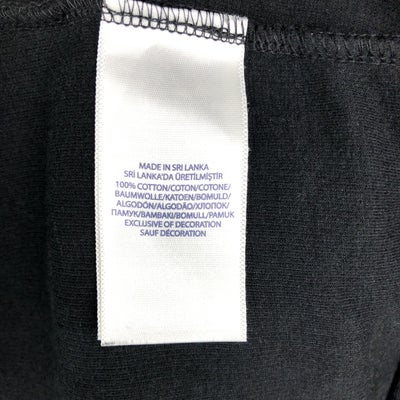 MADE IN SRI LANKA
SRI LANKA'DA ÜRETİLMİŞTİR
100% COTTON/COTON/COTONE/
BAUMWOLLE/KATOEN/BOMULD/
ALGODÓN/ALGODÃO/ХЛОПОК/
ПАМУК/BAMBAKI/BOMULL/PAMUK
EXCLUSIVE OF DECORATION
SAUF DÉCORATION